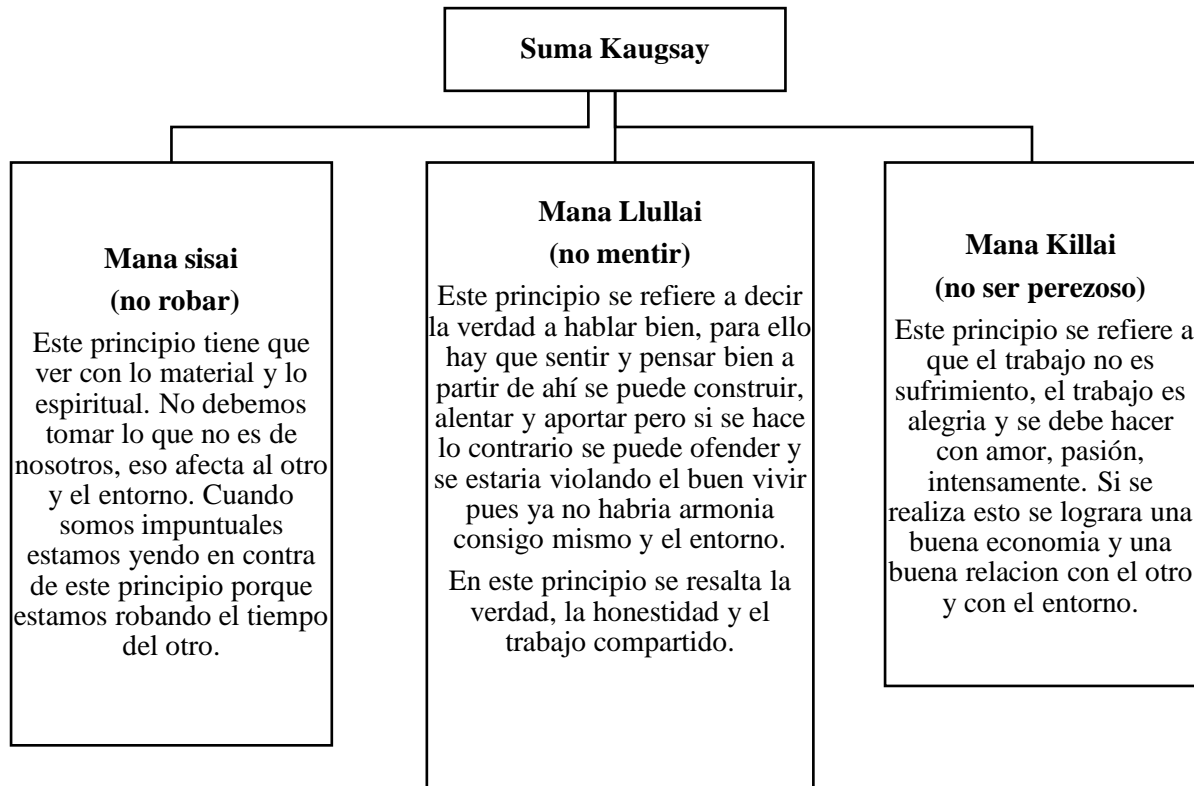 Suma Kaugsay
Mana sisai
(no robar)
Este principio tiene que
ver con lo material y lo
espiritual. No debemos
tomar lo que no es de
nosotros, eso afecta al otro
y el entorno. Cuando
somos impuntuales
estamos yendo en contra
de este principio porque
estamos robando el tiempo
del otro.
Mana Llullai
(no mentir)
Este principio se refiere a decir
la verdad a hablar bien, para ello
hay que sentir y pensar bien a
partir de ahí se puede construir,
alentar y aportar pero si se hace
lo contrario se puede ofender y
se estaria violando el buen vivir
pues ya no habria armonia
consigo mismo y el entorno.
En este principio se resalta la
verdad, la honestidad y el
trabajo compartido.
Mana Killai
(no ser perezoso)
Este principio se refiere a
que el trabajo no es
sufrimiento, el trabajo es
alegria y se debe hacer
con amor, pasión,
intensamente. Si se
realiza esto se lograra una
buena economia y una
buena relacion con el otro
y con el entorno.